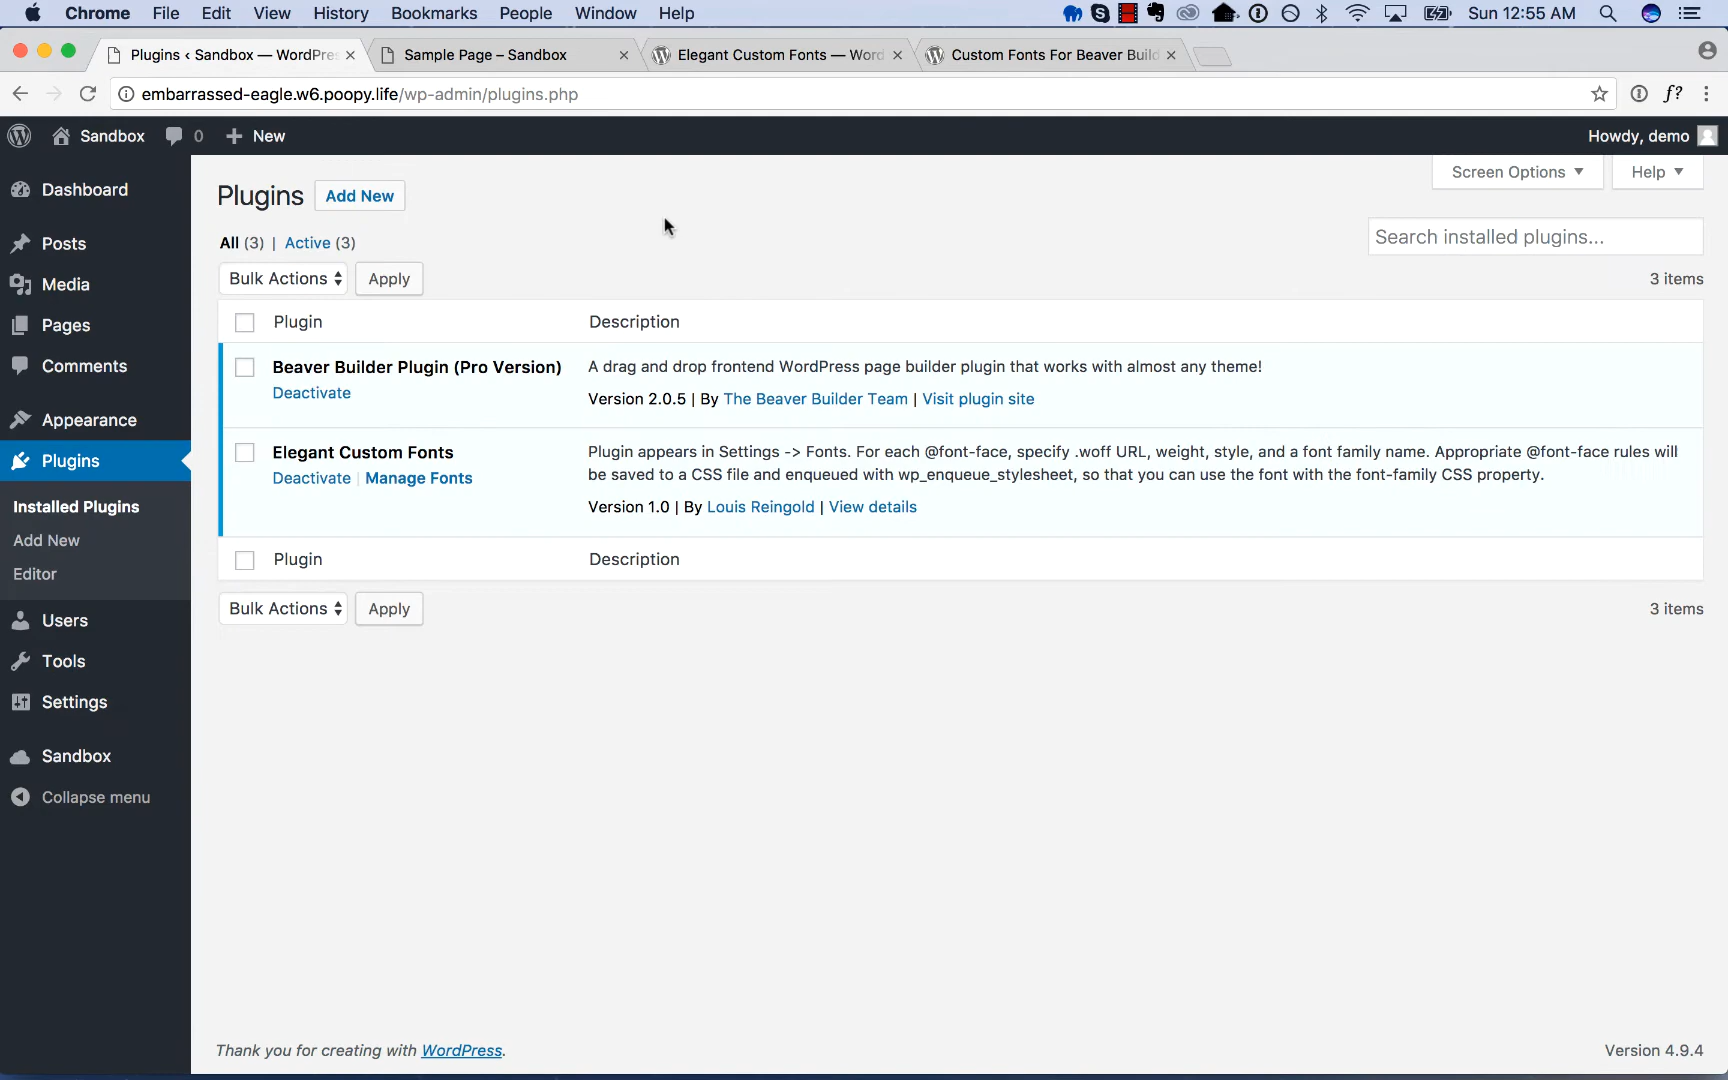 Chrome File Edit View History Bookmarks People Window Help Sun 12:55 AM
Plugins ‹ Sandbox — WordPre
Sample Page – Sandbox
Elegant Custom Fonts — Word
Custom Fonts For Beaver Build
embarrassed-eagle.w6.poopy.life/wp-admin/plugins.php
f?
Sandbox 0 + New Howdy, demo
Dashboard
Posts
Media
Pages
Comments
Appearance
Plugins
Installed Plugins
Add New
Editor
Users
Tools
Settings
Sandbox
Collapse menu
Screen Options Help
Plugins Add New
All (3) | Active (3)
Search installed plugins...
Bulk Actions Apply 3 items
Plugin Description
Beaver Builder Plugin (Pro Version)
Deactivate
A drag and drop frontend WordPress page builder plugin that works with almost any theme!
Version 2.0.5 | By The Beaver Builder Team | Visit plugin site
Elegant Custom Fonts
Deactivate | Manage Fonts
Plugin appears in Settings -> Fonts. For each @font-face, specify .woff URL, weight, style, and a font family name. Appropriate @font-face rules will
be saved to a CSS file and enqueued with wp_enqueue_stylesheet, so that you can use the font with the font-family CSS property.
Version 1.0 | By Louis Reingold | View details
Plugin Description
Bulk Actions Apply 3 items
Thank you for creating with WordPress. Version 4.9.4